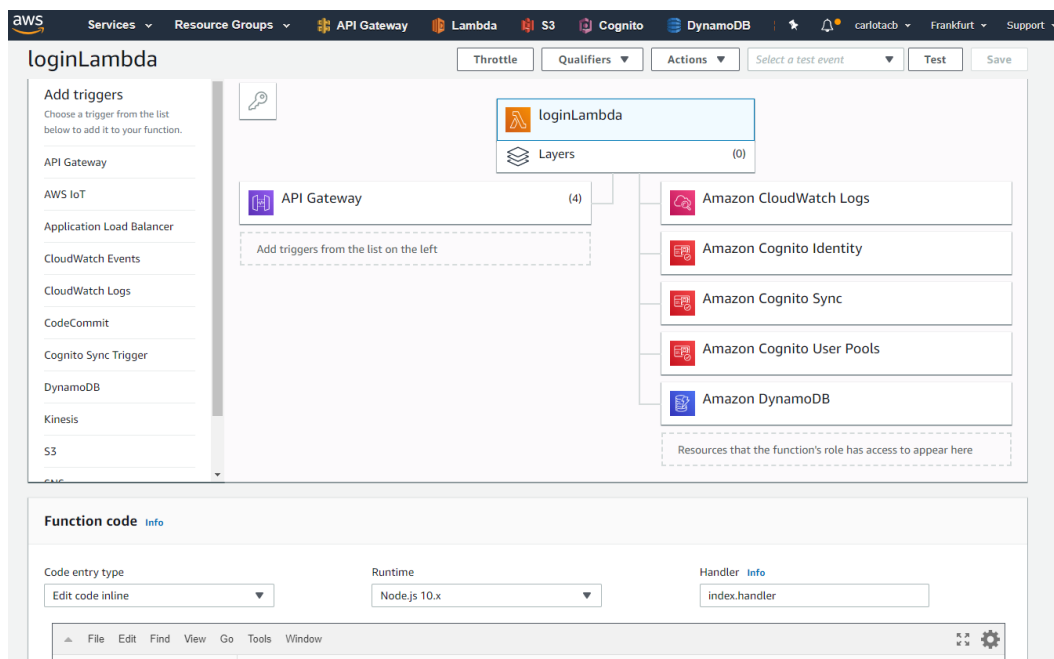 aws Services Resource Groups API Gateway Lambda S3 Cognito DynamoDB carlotacb Frankfurt Support
loginLambda Throttle Qualifiers Actions Select a test event Test Save
Add triggers
Choose a trigger from the list
below to add it to your function.
API Gateway
AWS IoT
Application Load Balancer
CloudWatch Events
CloudWatch Logs
CodeCommit
Cognito Sync Trigger
DynamoDB
Kinesis
S3
loginLambda
Layers (0)
API Gateway (4)
Add triggers from the list on the left
Amazon CloudWatch Logs
Amazon Cognito Identity
Amazon Cognito Sync
Amazon Cognito User Pools
Amazon DynamoDB
Resources that the function's role has access to appear here
Function code Info
Code entry type Runtime Handler Info
Edit code inline Node.js 10.x index.handler
File Edit Find View Go Tools Window